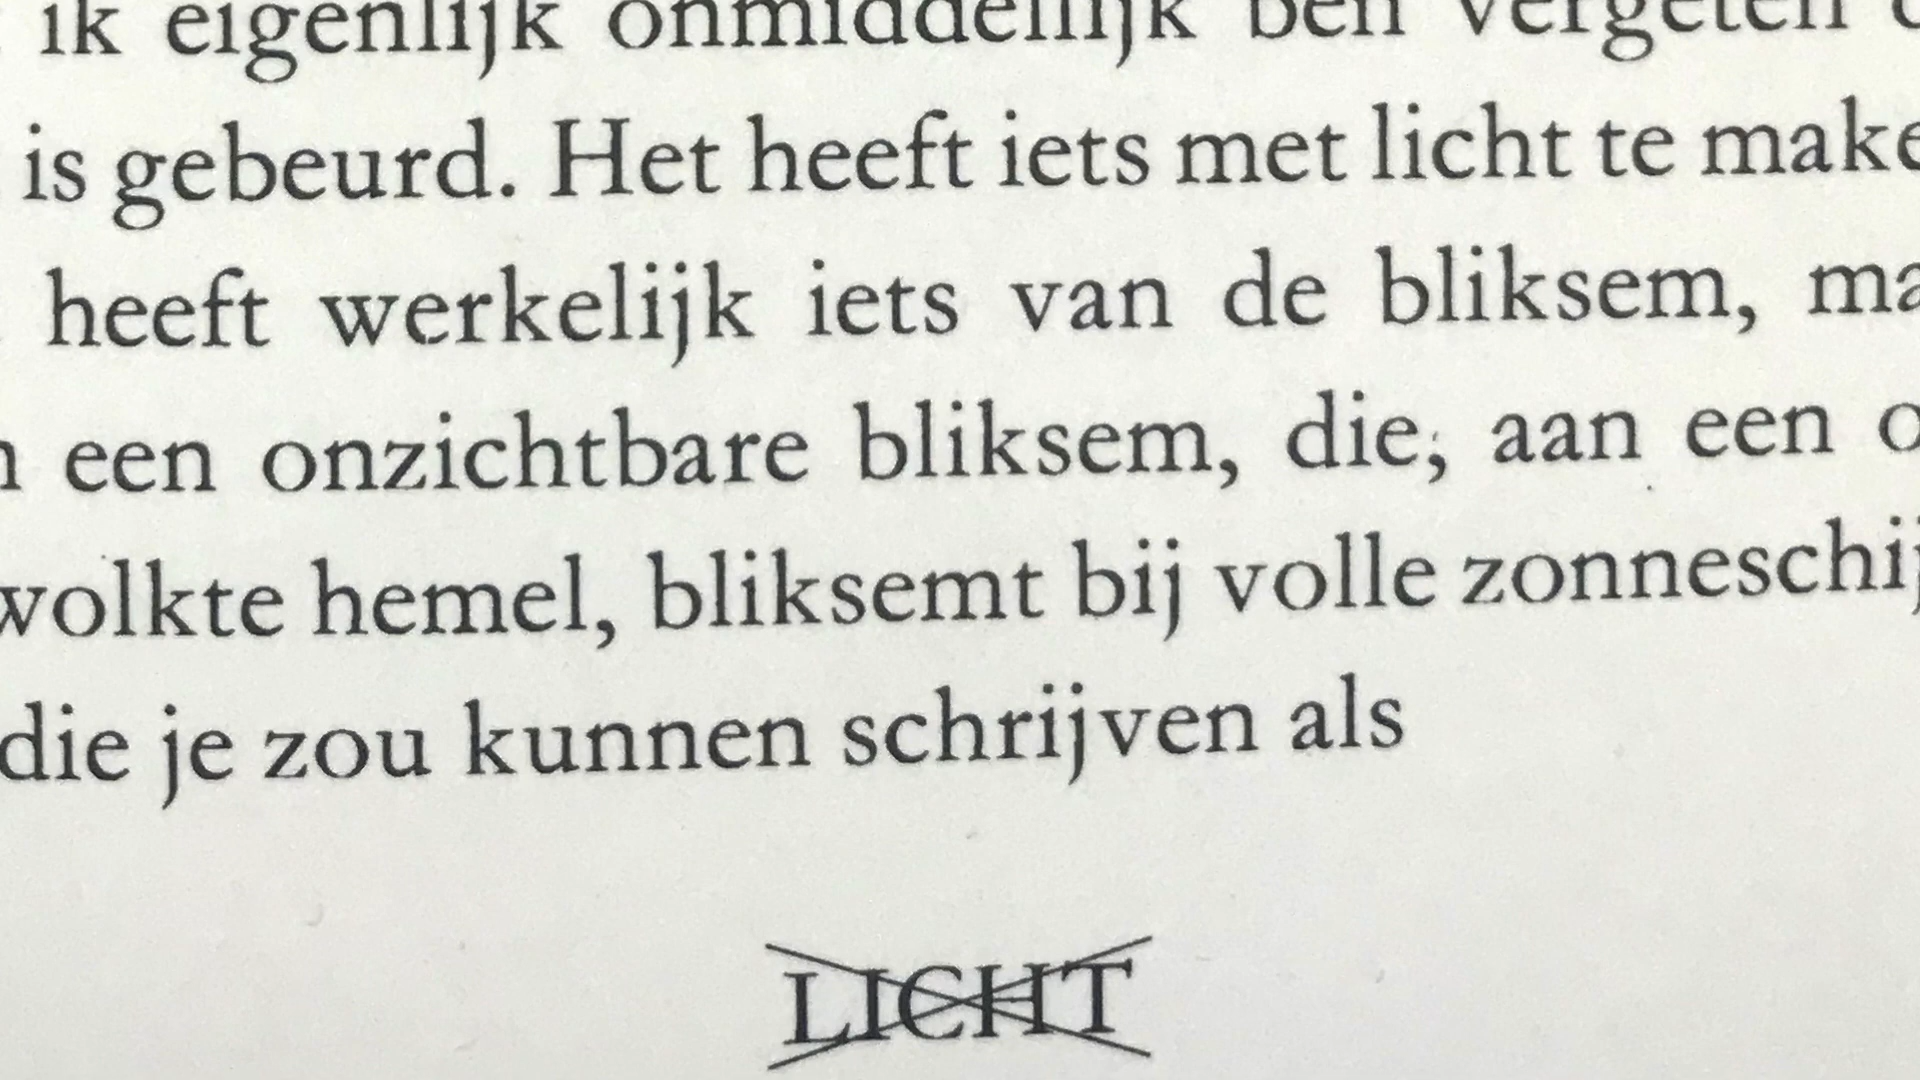 ik eigenlijk onmiddellijk ben vergeten
is gebeurd. Het heeft iets met licht te make
heeft werkelijk iets van de bliksem, ma
n een onzichtbare bliksem, die, aan een o
wolkte hemel, bliksemt bij volle zonneschij
die je zou kunnen schrijven als
LICHT